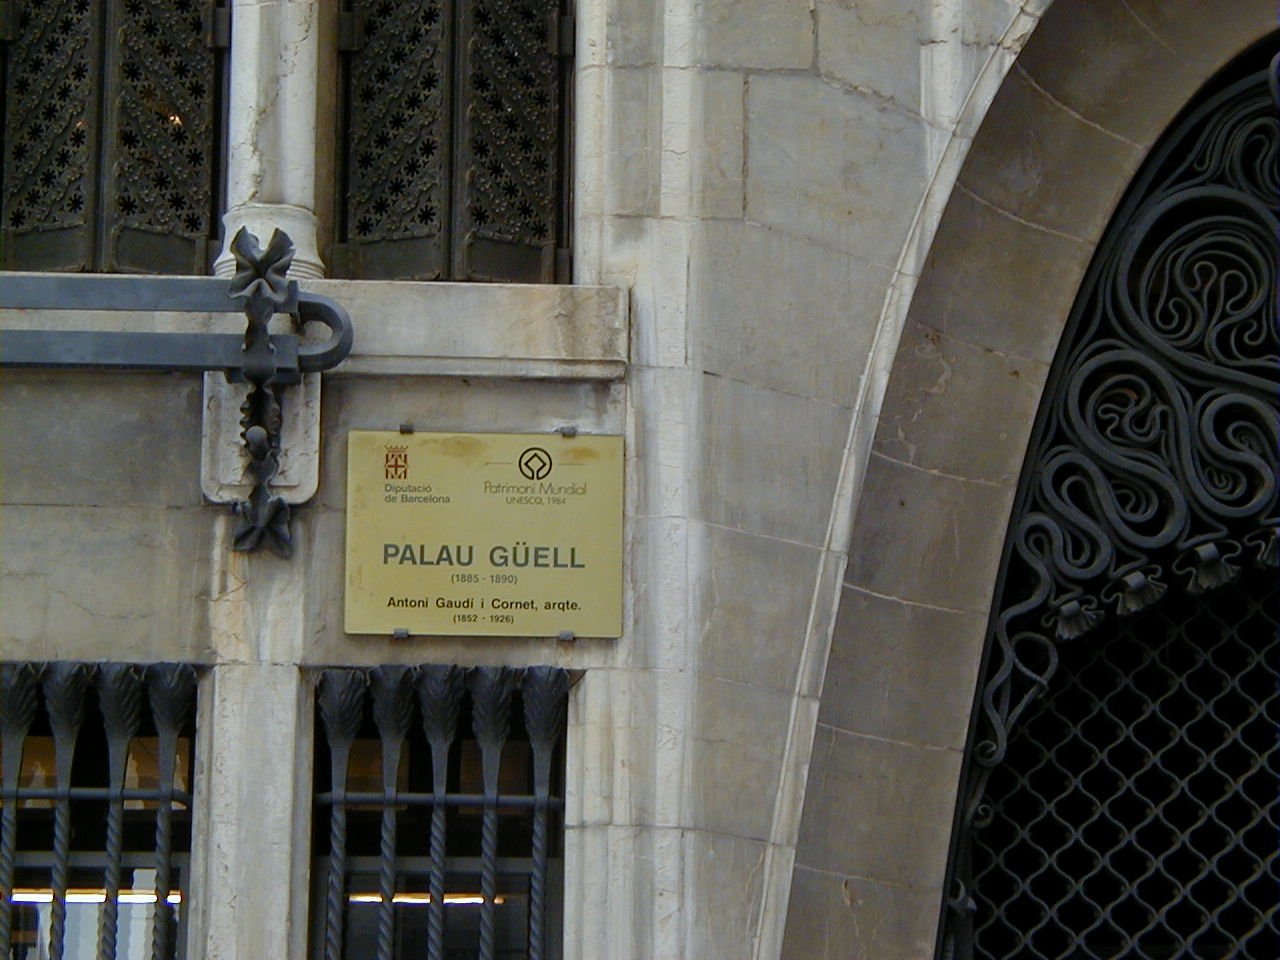 Diputació
de Barcelona
Patrimoni Mundial
UNESCO, 1984
PALAU GÜELL
(1885 - 1890)
Antoni Gaudí i Cornet, arqte.
(1852 - 1926)